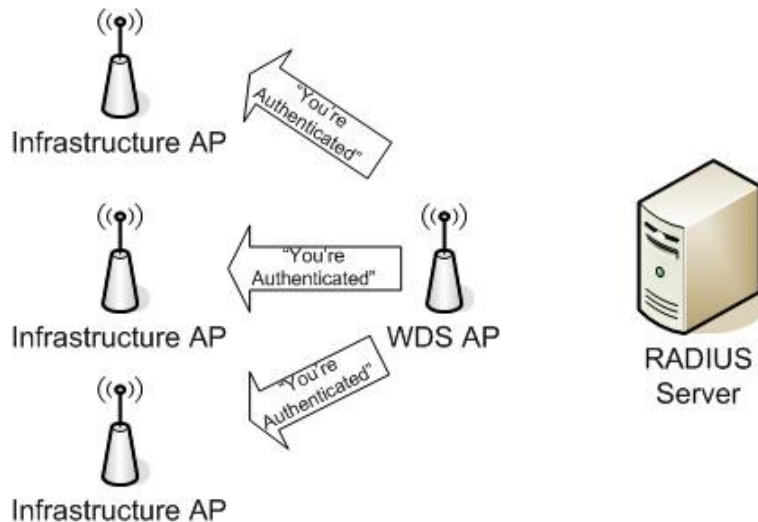 "You're
Authenticated"
Infrastructure AP
"You're
Authenticated"
Infrastructure AP
WDS AP
"You're
Authenticated"
Infrastructure AP
RADIUS
Server